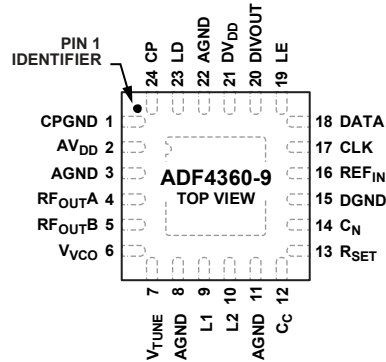 PIN 1
IDENTIFIER
24 CP
23 LD
22 AGND
21 DVDD
20 DIVOUT
19 LE
CPGND 1
AVDD 2
AGND 3
RFOUTA 4
RFOUTB 5
VVCO 6
ADF4360-9
TOP VIEW
18 DATA
17 CLK
16 REFIN
15 DGND
14 CN
13 RSET
VTUNE 7
AGND 8
L1 9
L2 10
AGND 11
CC 12